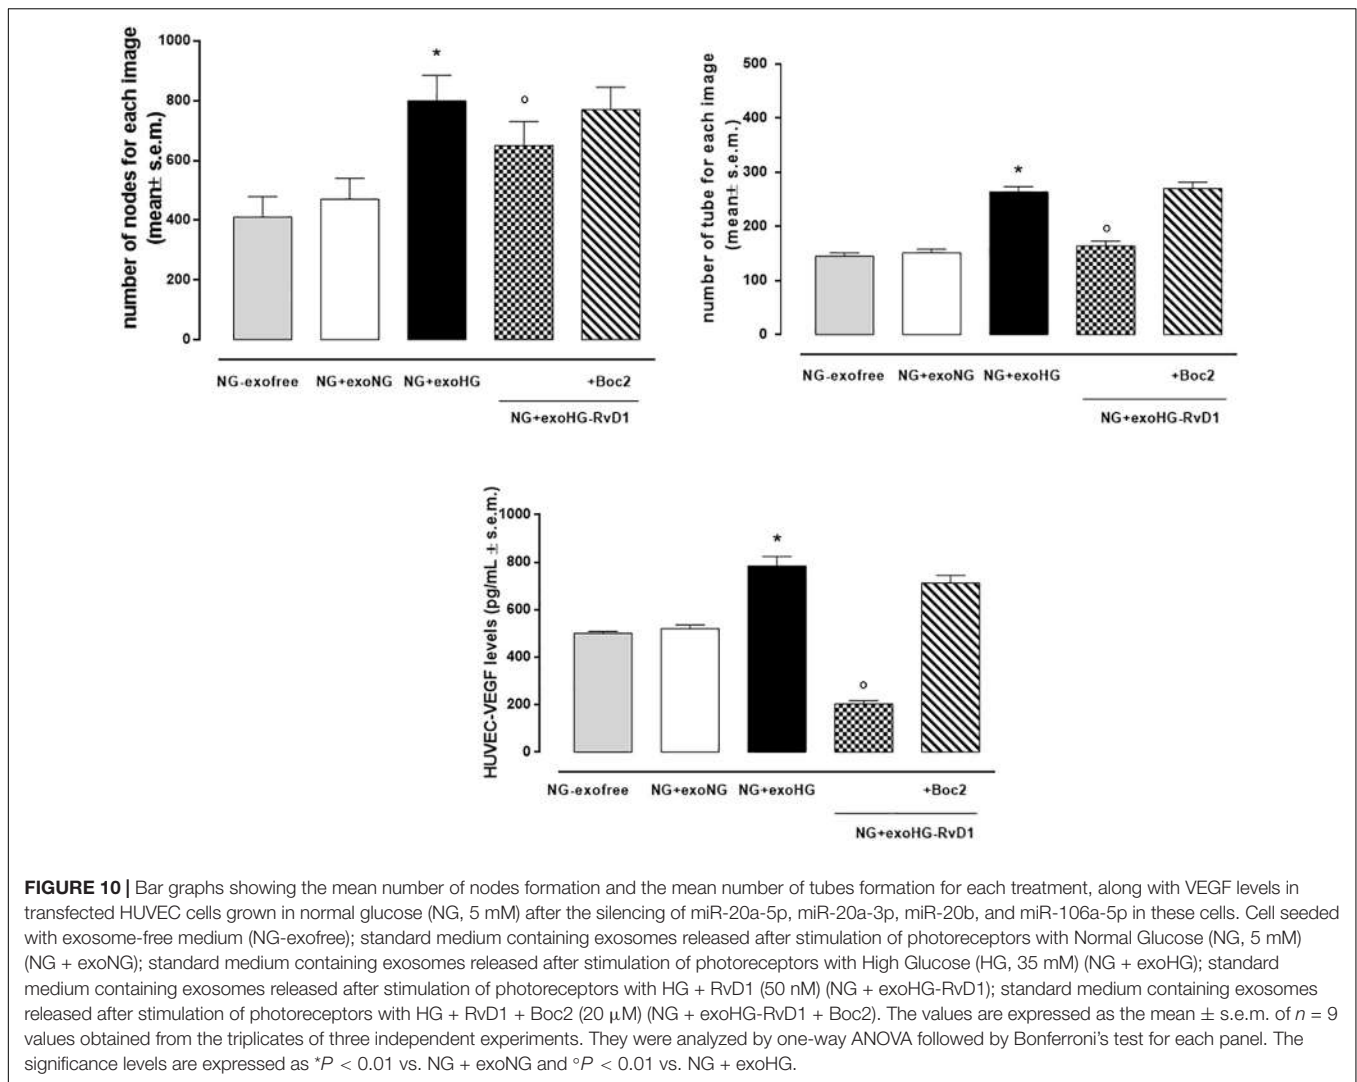 number of nodes for each image
(mean± s.e.m.)
1000
800
600
400
200
0
*
o
NG-exofree
NG+exoNG
NG+exoHG
+Boc2
NG+exoHG-RvD1
number of tube for each image
(mean± s.e.m.)
500
400
300
200
100
0
*
o
NG-exofree
NG+exoNG
NG+exoHG
+Boc2
NG+exoHG-RvD1
HUVEC-VEGF levels (pg/mL ± s.e.m.)
1000
800
600
400
200
0
*
o
NG-exofree
NG+exoNG
NG+exoHG
+Boc2
NG+exoHG-RvD1
FIGURE 10 | Bar graphs showing the mean number of nodes formation and the mean number of tubes formation for each treatment, along with VEGF levels in
transfected HUVEC cells grown in normal glucose (NG, 5 mM) after the silencing of miR-20a-5p, miR-20a-3p, miR-20b, and miR-106a-5p in these cells. Cell seeded
with exosome-free medium (NG-exofree); standard medium containing exosomes released after stimulation of photoreceptors with Normal Glucose (NG, 5 mM)
(NG + exoNG); standard medium containing exosomes released after stimulation of photoreceptors with High Glucose (HG, 35 mM) (NG + exoHG); standard
medium containing exosomes released after stimulation of photoreceptors with HG + RvD1 (50 nM) (NG + exoHG-RvD1); standard medium containing exosomes
released after stimulation of photoreceptors with HG + RvD1 + Boc2 (20 μM) (NG + exoHG-RvD1 + Boc2). The values are expressed as the mean ± s.e.m. of n = 9
values obtained from the triplicates of three independent experiments. They were analyzed by one-way ANOVA followed by Bonferroni's test for each panel. The
significance levels are expressed as *P < 0.01 vs. NG + exoNG and °P < 0.01 vs. NG + exoHG.